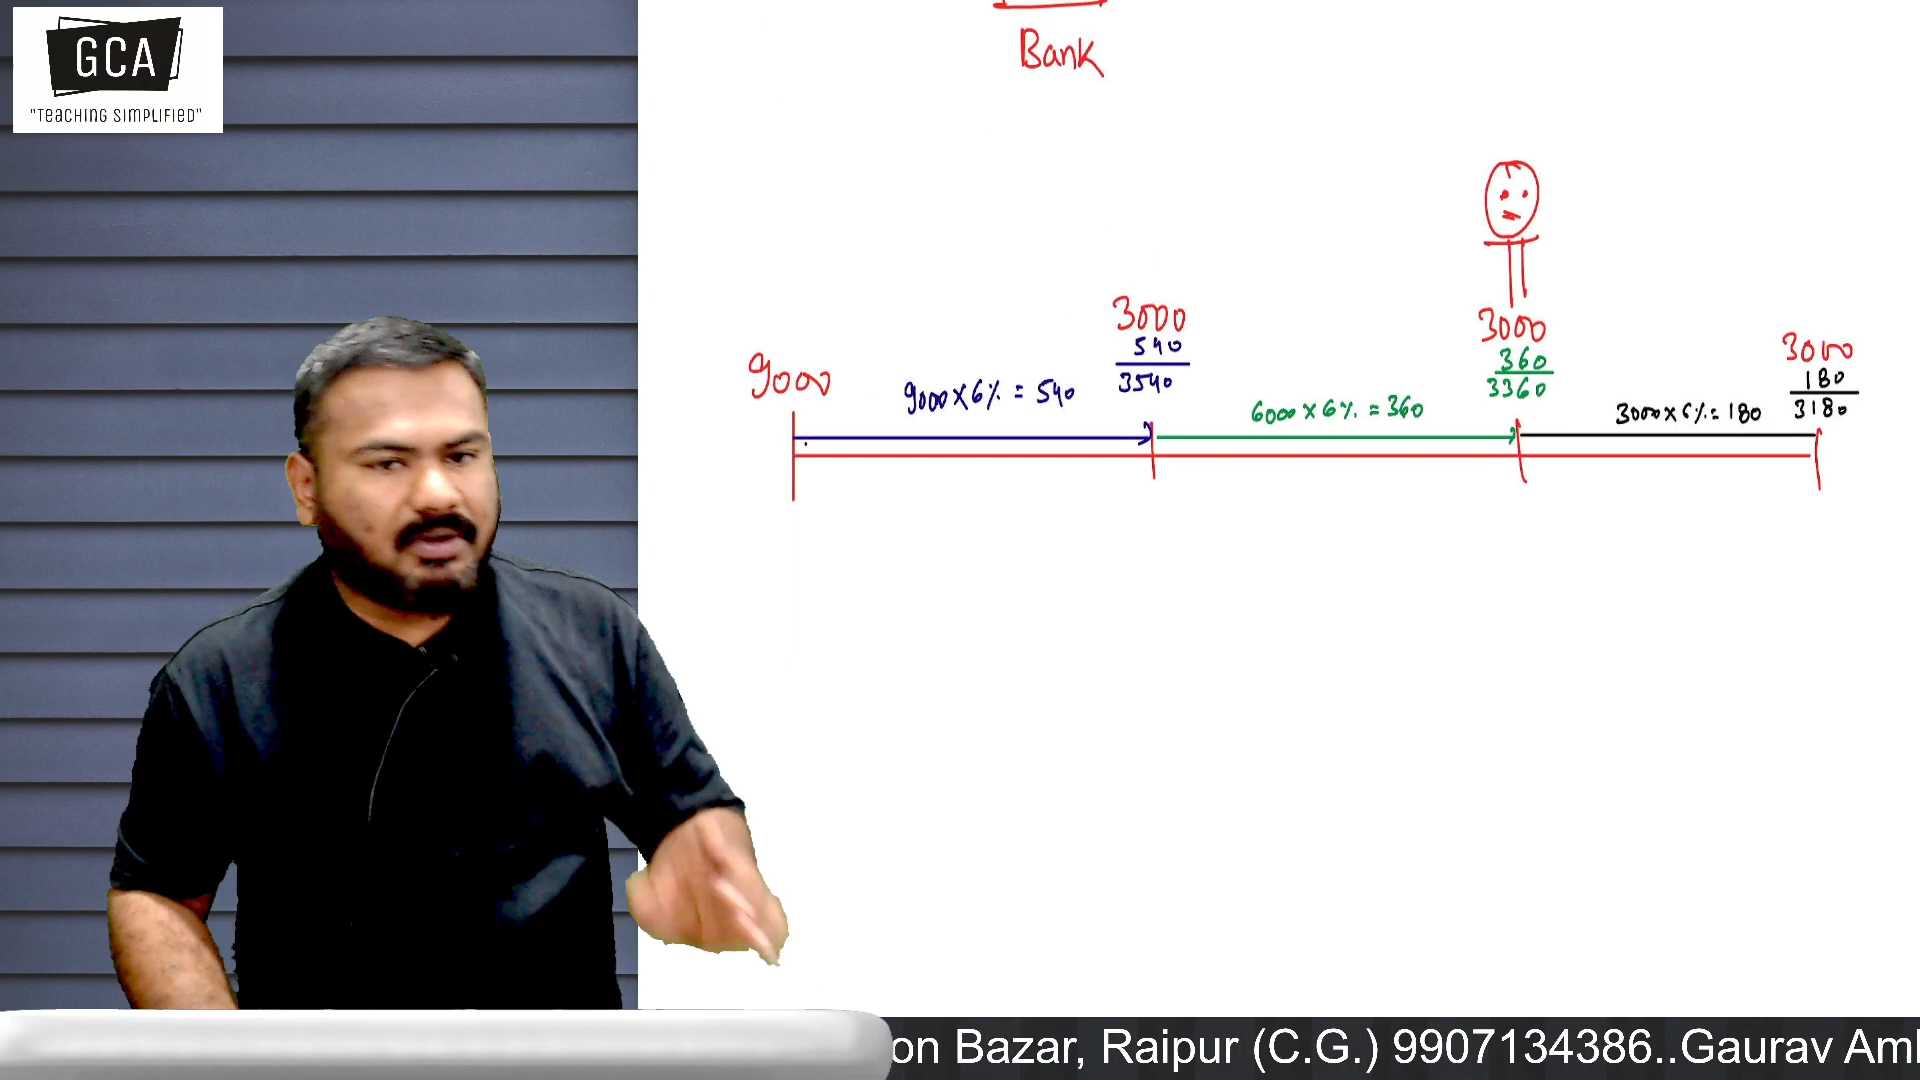 GCA
"Teaching Simplified"
Bank
9000
9000 X 6% = 540
3000
540
3540
6000 X 6% = 360
3000
360
3360
3000 X 6% = 180
3000
180
3180
on Bazar, Raipur (C.G.) 9907134386..Gaurav Aml